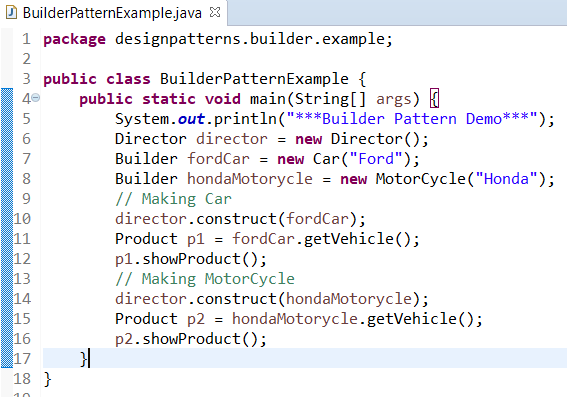 BuilderPatternExample.java
1 package designpatterns.builder.example;
2
3 public class BuilderPatternExample {
4 public static void main(String[] args) {
5 System.out.println("***Builder Pattern Demo***");
6 Director director = new Director();
7 Builder fordCar = new Car("Ford");
8 Builder hondaMotorycle = new MotorCycle("Honda");
9 // Making Car
10 director.construct(fordCar);
11 Product p1 = fordCar.getVehicle();
12 p1.showProduct();
13 // Making MotorCycle
14 director.construct(hondaMotorycle);
15 Product p2 = hondaMotorycle.getVehicle();
16 p2.showProduct();
17 }
18 }